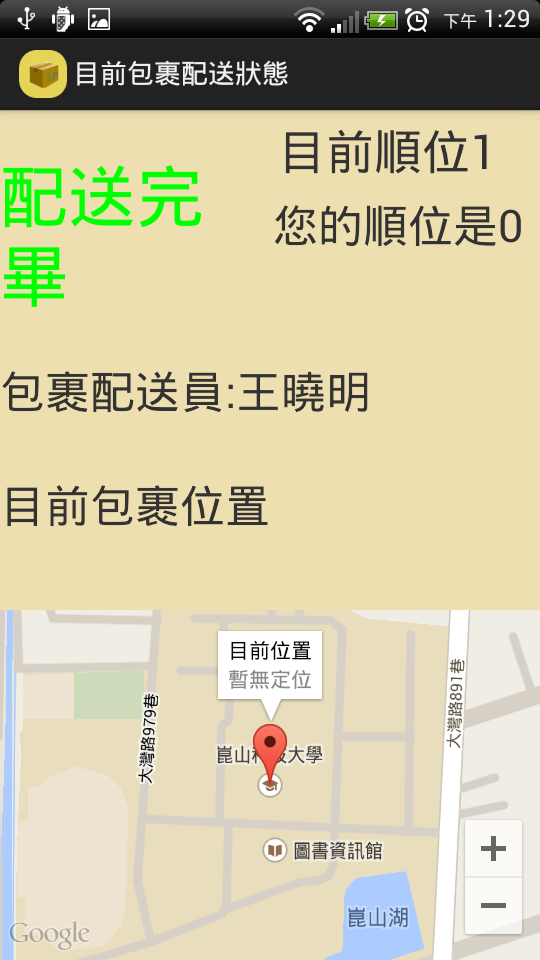 下午 1:29
目前包裹配送狀態
配送完
畢
目前順位1
您的順位是0
包裹配送員:王曉明
目前包裹位置
目前位置
暫無定位
大灣路979巷
大灣路891巷
崑山科技大學
圖書資訊館
崑山湖
+
−
Google